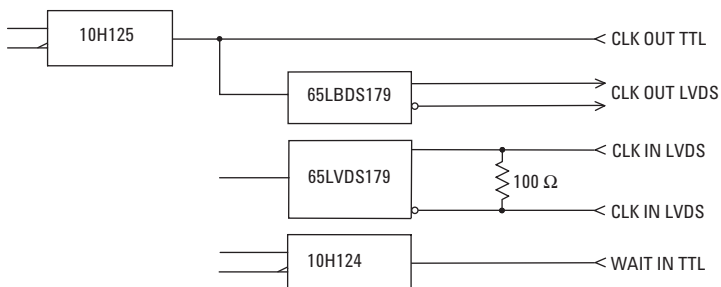 10H125
CLK OUT TTL
65LBDS179
CLK OUT LVDS
65LVDS179
CLK IN LVDS
100 Ω
CLK IN LVDS
10H124
WAIT IN TTL